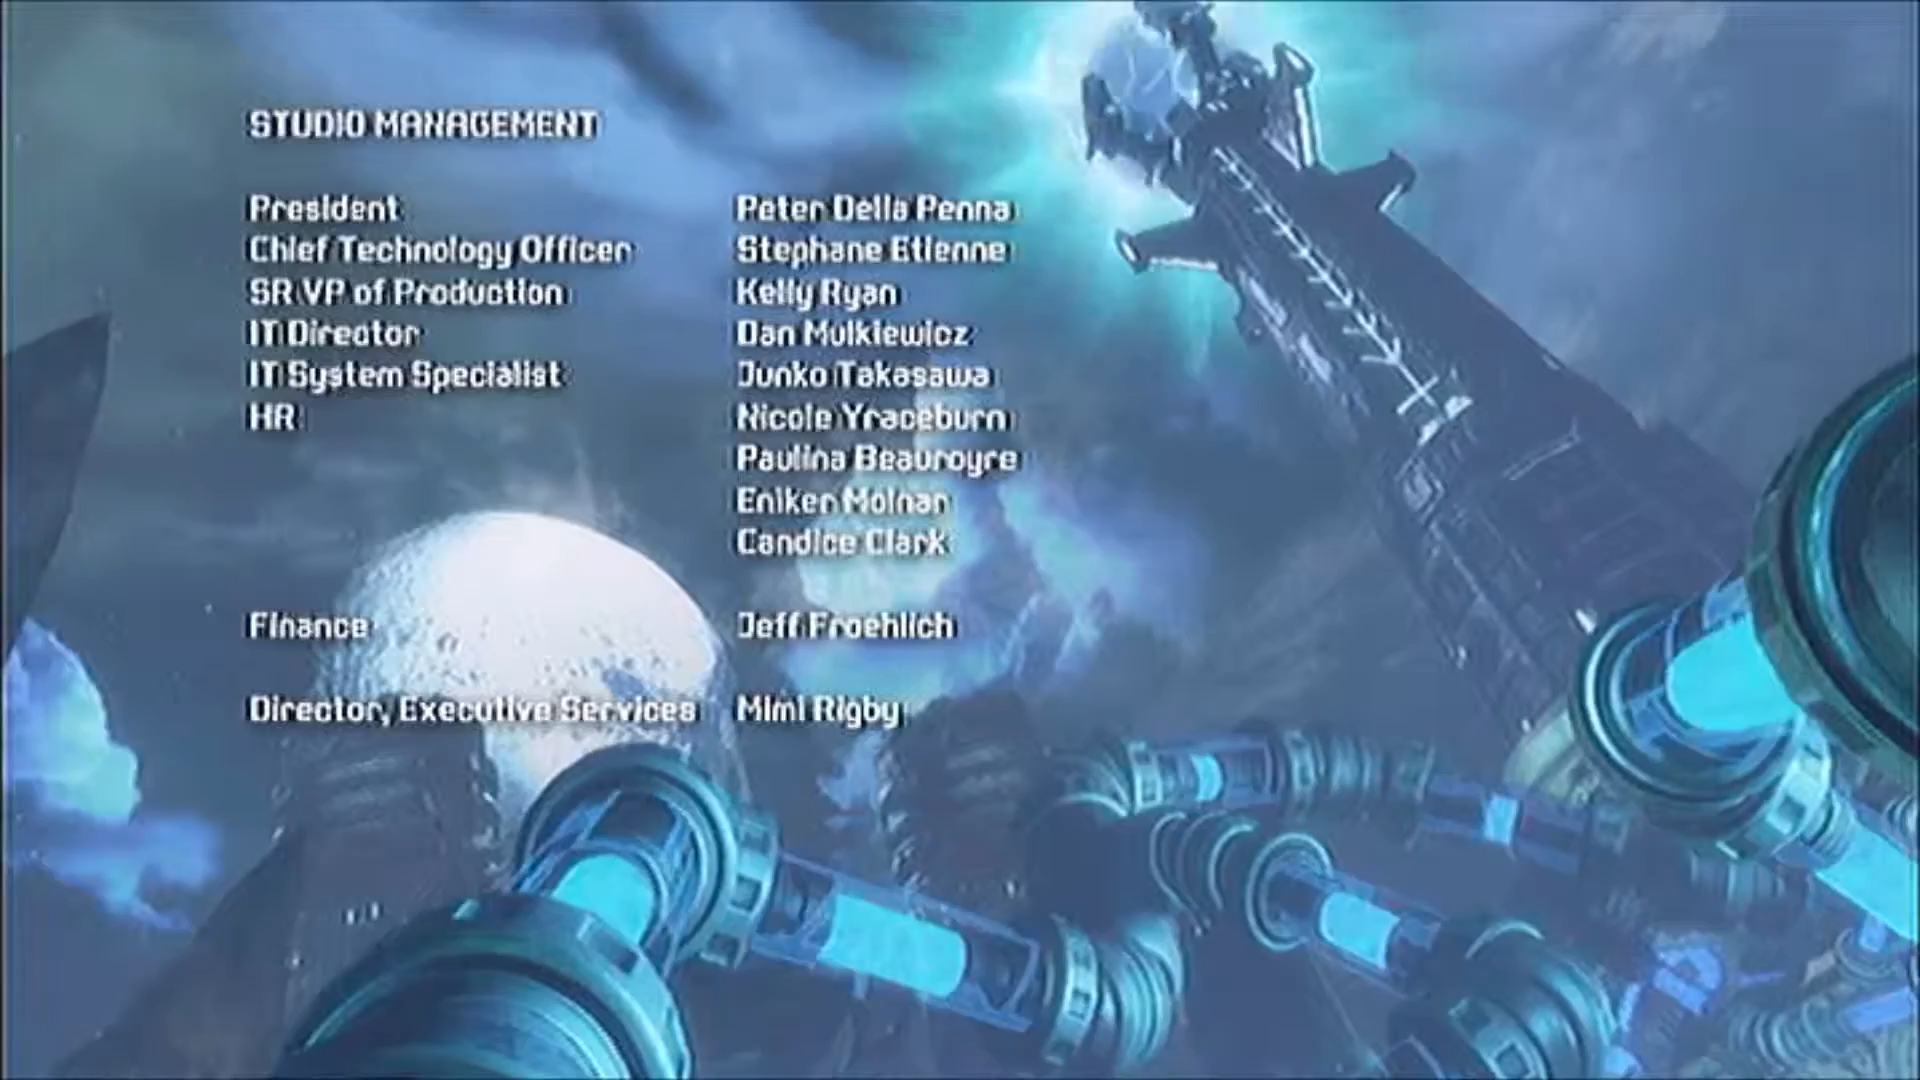 STUDIO MANAGEMENT
President Peter Della Penna
Chief Technology Officer Stephane Etienne
SR VP of Production Kelly Ryan
IT Director Dan Mulkiewicz
IT System Specialist Junko Takasawa
HR Nicole Yraceburn
Paulina Beauroyre
Eniker Molnar
Candice Clark
Finance Jeff Froehlich
Director, Executive Services Mimi Rigby